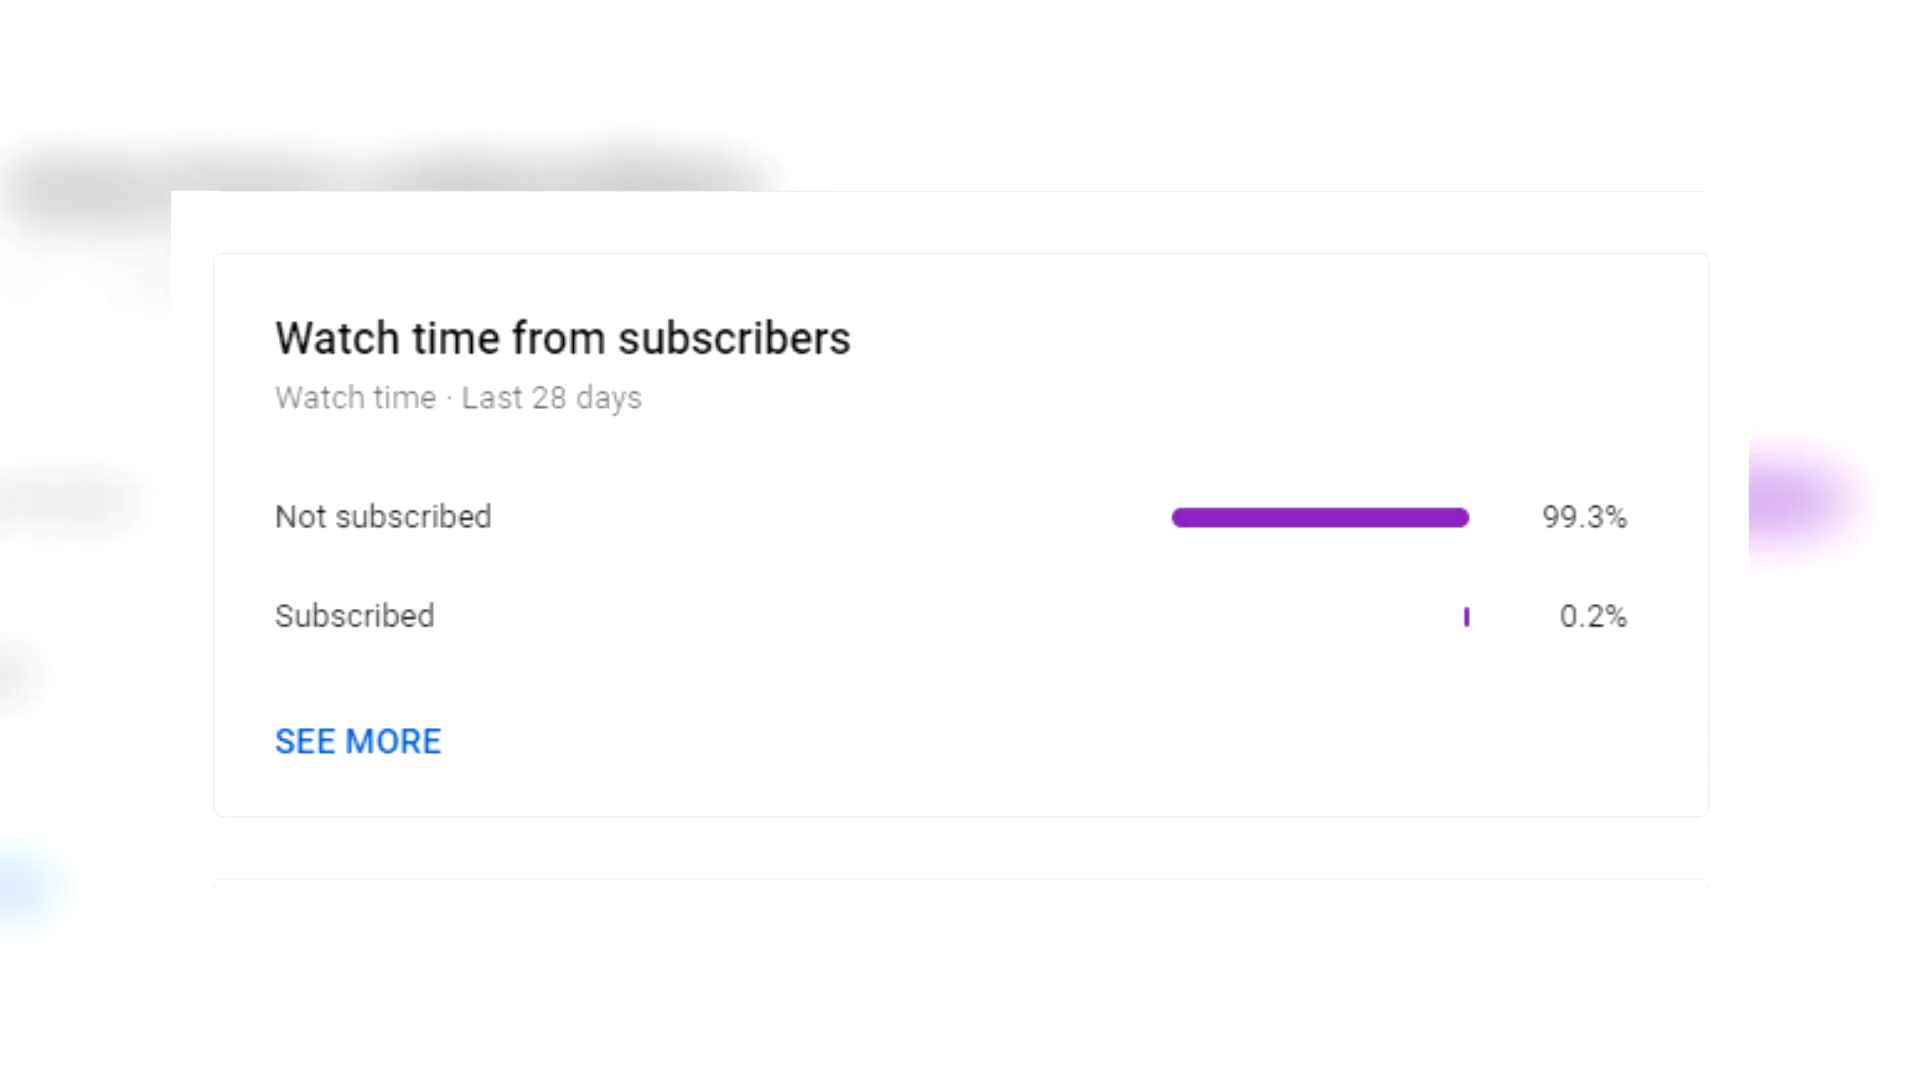 Watch time from subscribers
Watch time · Last 28 days
Not subscribed 99.3%
Subscribed 0.2%
SEE MORE